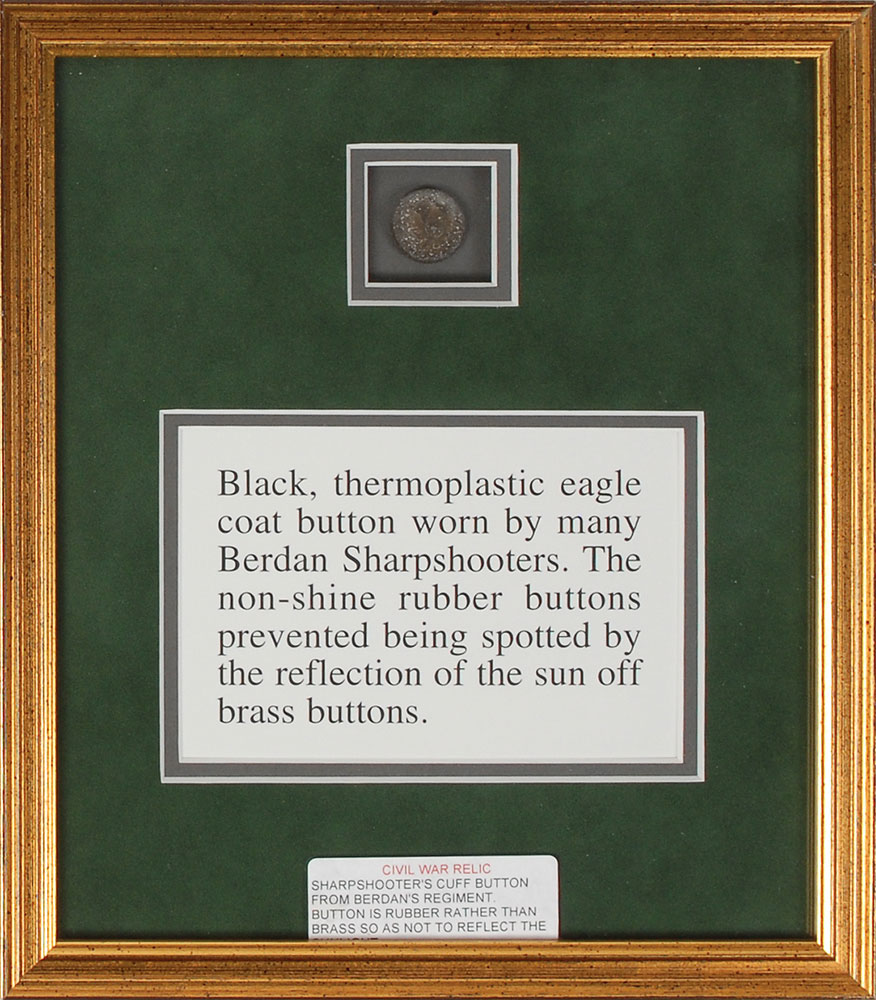 Black, thermoplastic eagle
coat button worn by many
Berdan Sharpshooters. The
non-shine rubber buttons
prevented being spotted by
the reflection of the sun off
brass buttons.
CIVIL WAR RELIC
SHARPSHOOTER'S CUFF BUTTON
FROM BERDAN'S REGIMENT.
BUTTON IS RUBBER RATHER THAN
BRASS SO AS NOT TO REFLECT THE